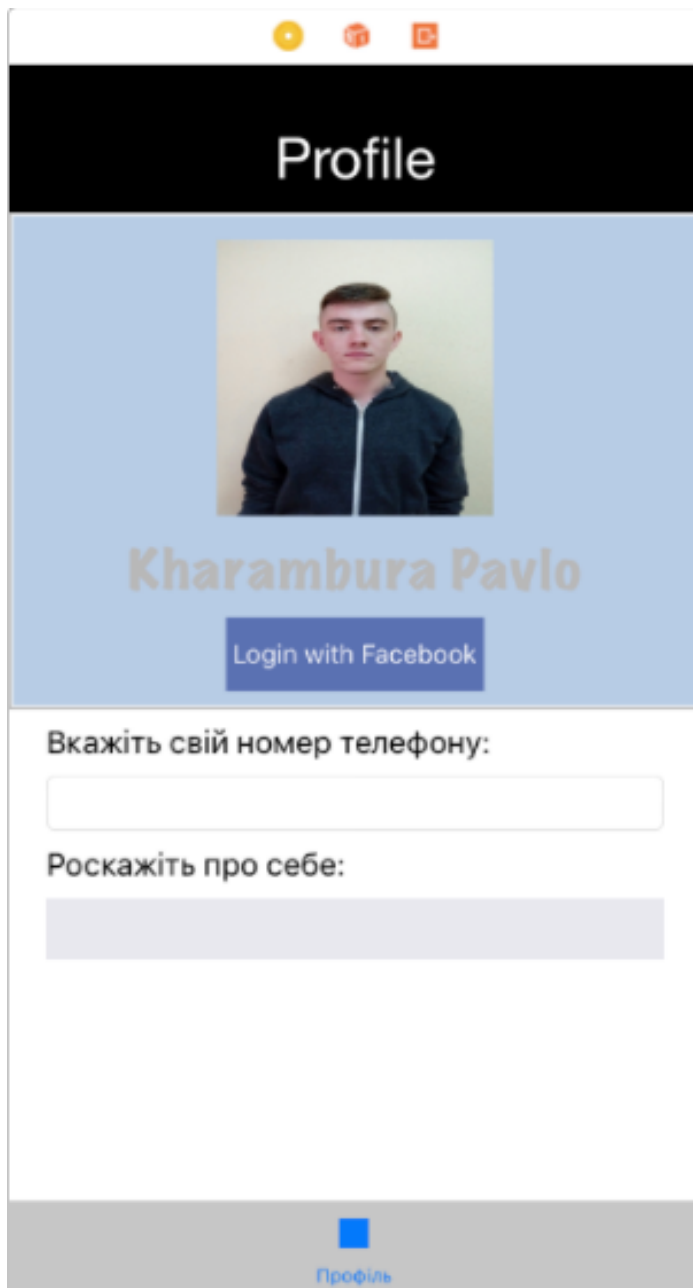 Profile
Kharambura Pavlo
Login with Facebook
Вкажіть свій номер телефону:
Роскажіть про себе:
Профіль